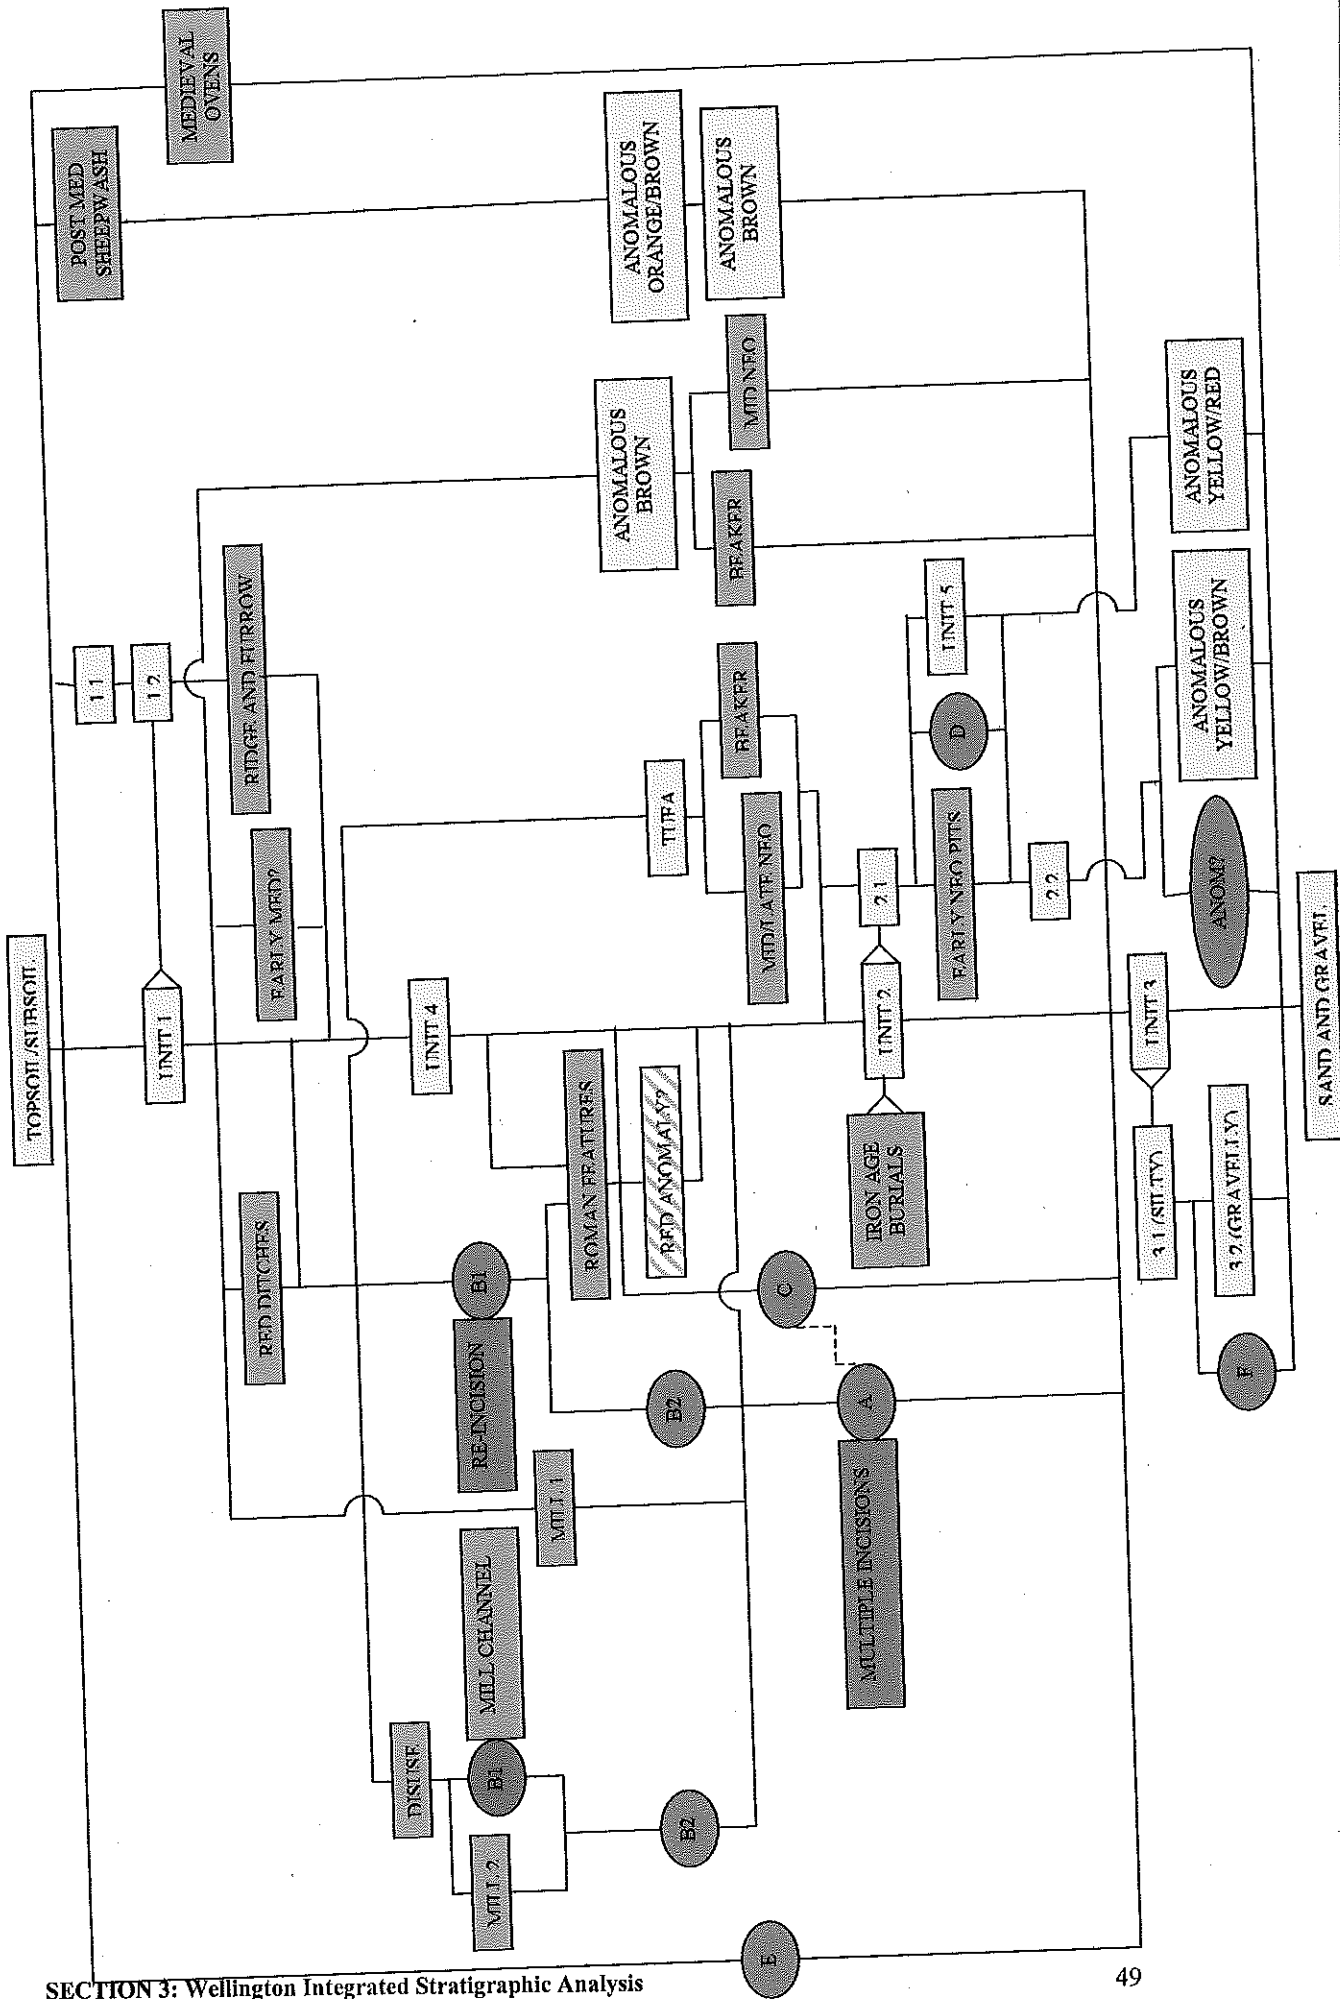 TOPSOIL/SUBSOIL
MEDIEVAL
OVENS
POST MED
SHEEPWASH
1.1
1.2
UNIT 1
RIDGE AND FURROW
EARLY MED?
RED DITCHES
ANOMALOUS
ORANGE/BROWN
ANOMALOUS
BROWN
ANOMALOUS
BROWN
MID NEO
BEAKER
BEAKER
MID/LATE NEO
TUFA
UNIT 4
ROMAN FEATURES
RED ANOMALY?
B1
RE-INCISION
B2
MILL 1
MILL CHANNEL
B1
DISUSE
MILL 2
B2
C
A
MULTIPLE INCISIONS
IRON AGE
BURIALS
UNIT 2
2.1
UNIT 5
D
EARLY NEO PITS
2.2
ANOMALOUS
YELLOW/RED
ANOMALOUS
YELLOW/BROWN
ANOM?
UNIT 3
3.1 (SILTY)
3.2 (GRAVELLY)
F
SAND AND GRAVEL
E
SECTION 3: Wellington Integrated Stratigraphic Analysis
49